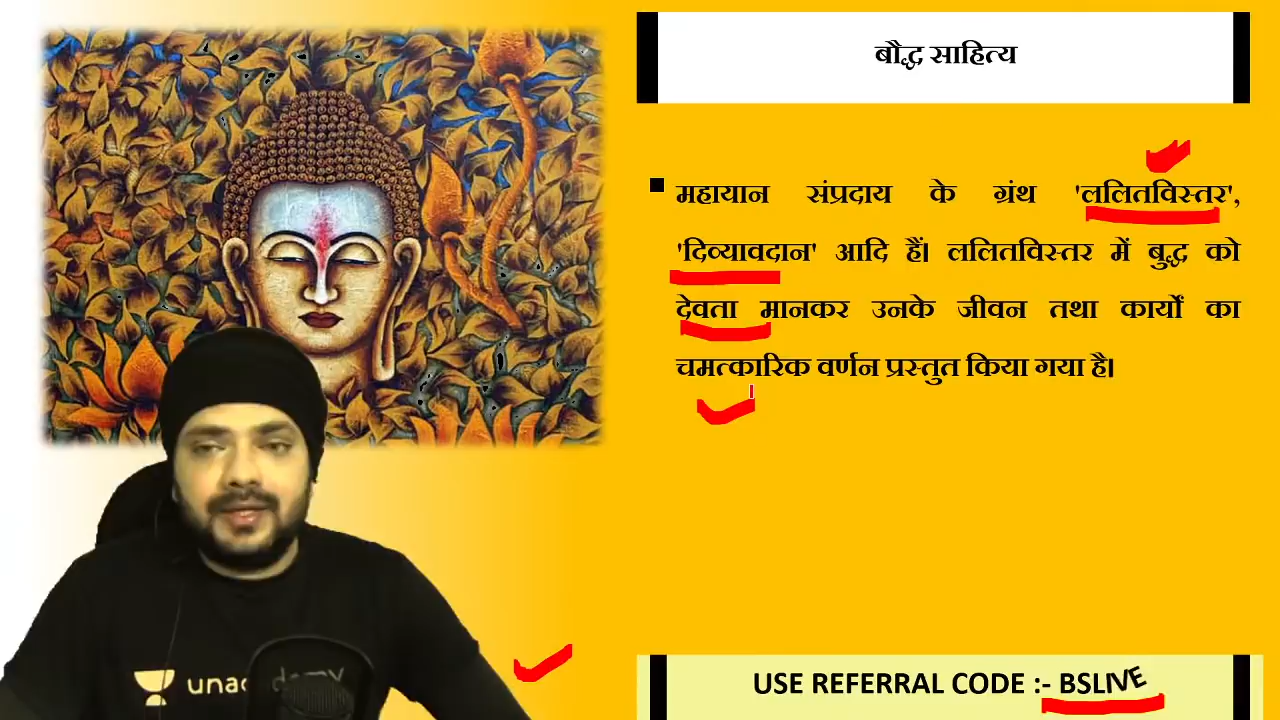 बौद्ध साहित्य
महायान संप्रदाय के ग्रंथ 'ललितविस्तर',
'दिव्यावदान' आदि हैं। ललितविस्तर में बुद्ध को
देवता मानकर उनके जीवन तथा कार्यों का
चमत्कारिक वर्णन प्रस्तुत किया गया है।
unacademy
USE REFERRAL CODE :- BSLIVE